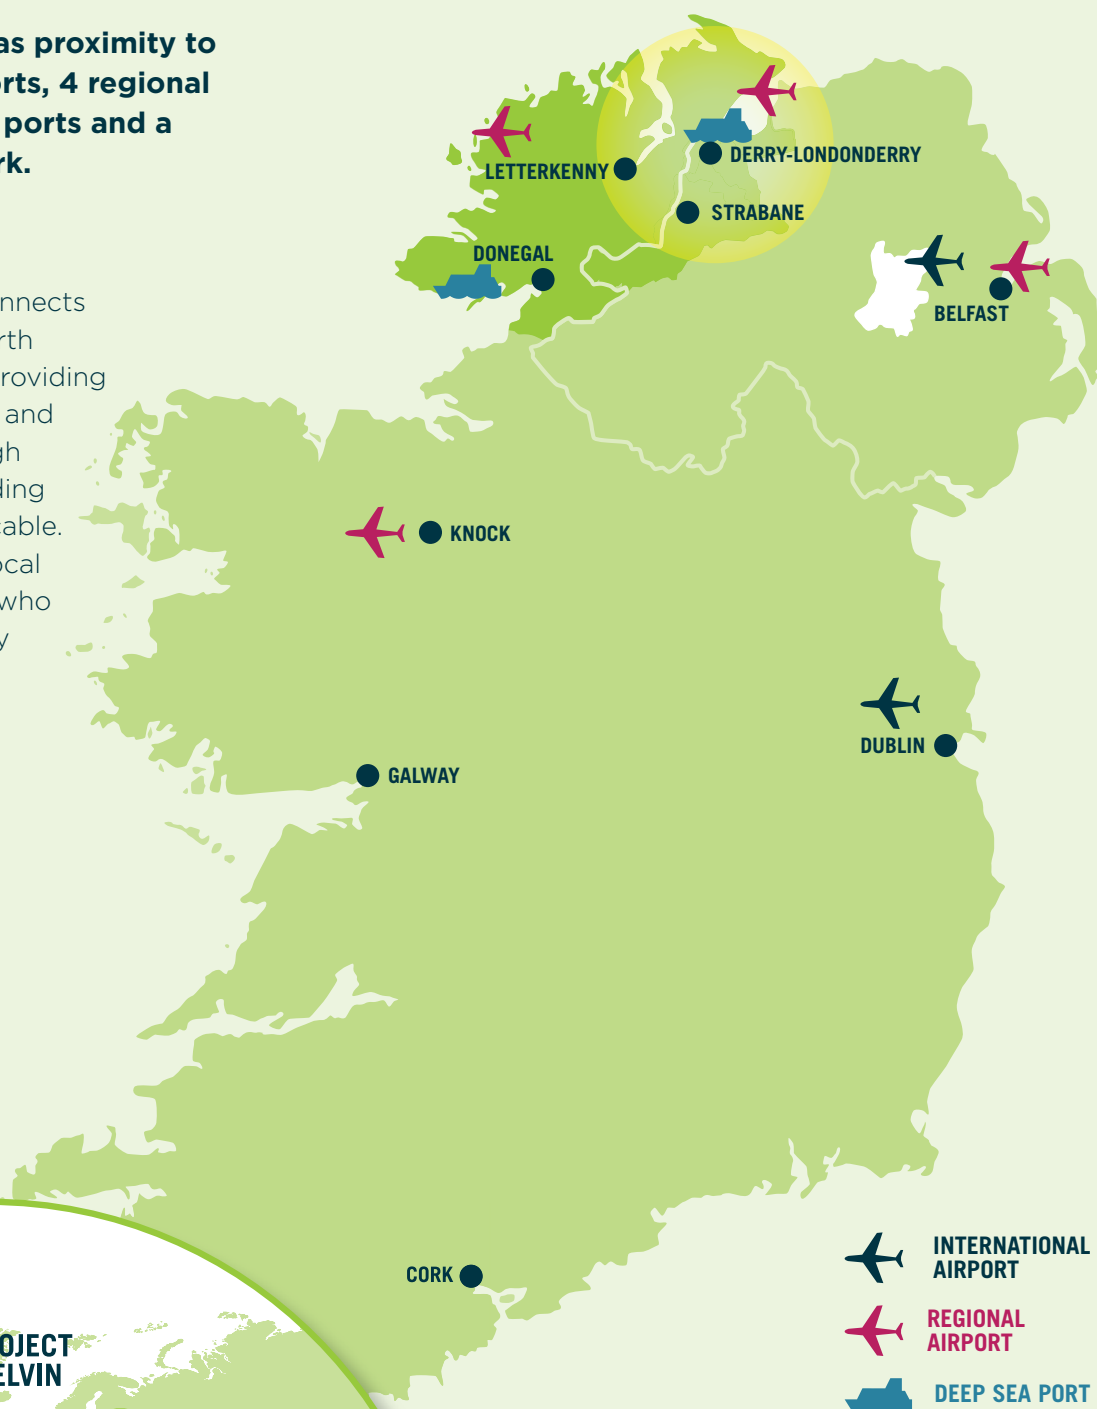 as proximity to
rts, 4 regional
ports and a
rk.
nnects
rth
roviding
and
gh
ding
cable.
ocal
who
y
LETTERKENNY
DERRY-LONDONDERRY
STRABANE
DONEGAL
BELFAST
KNOCK
DUBLIN
GALWAY
CORK
INTERNATIONAL
AIRPORT
REGIONAL
AIRPORT
DEEP SEA PORT
OJECT
ELVIN